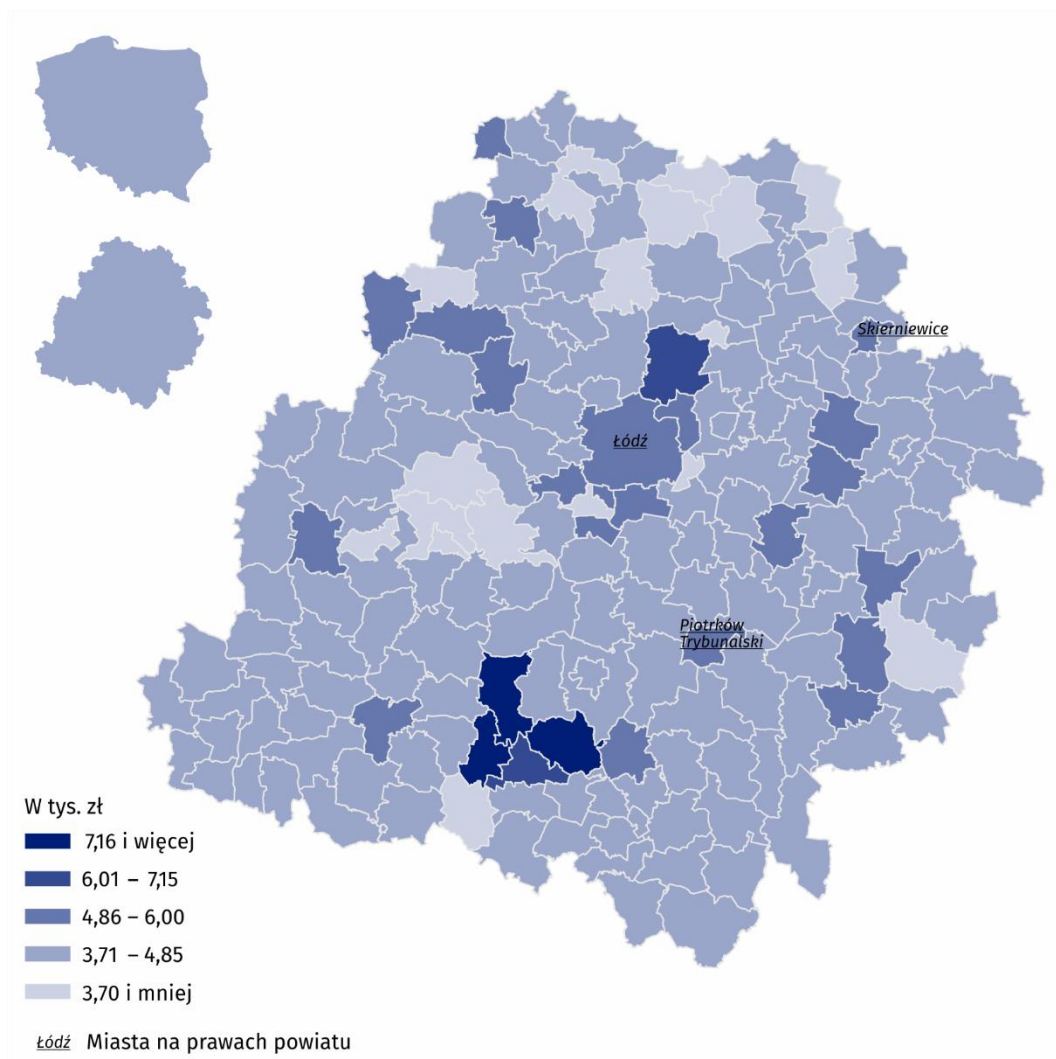 Skierniewice
Łódź
Piotrków
Trybunalski
W tys. zł
7,16 i więcej
6,01 – 7,15
4,86 – 6,00
3,71 – 4,85
3,70 i mniej
Łódź Miasta na prawach powiatu